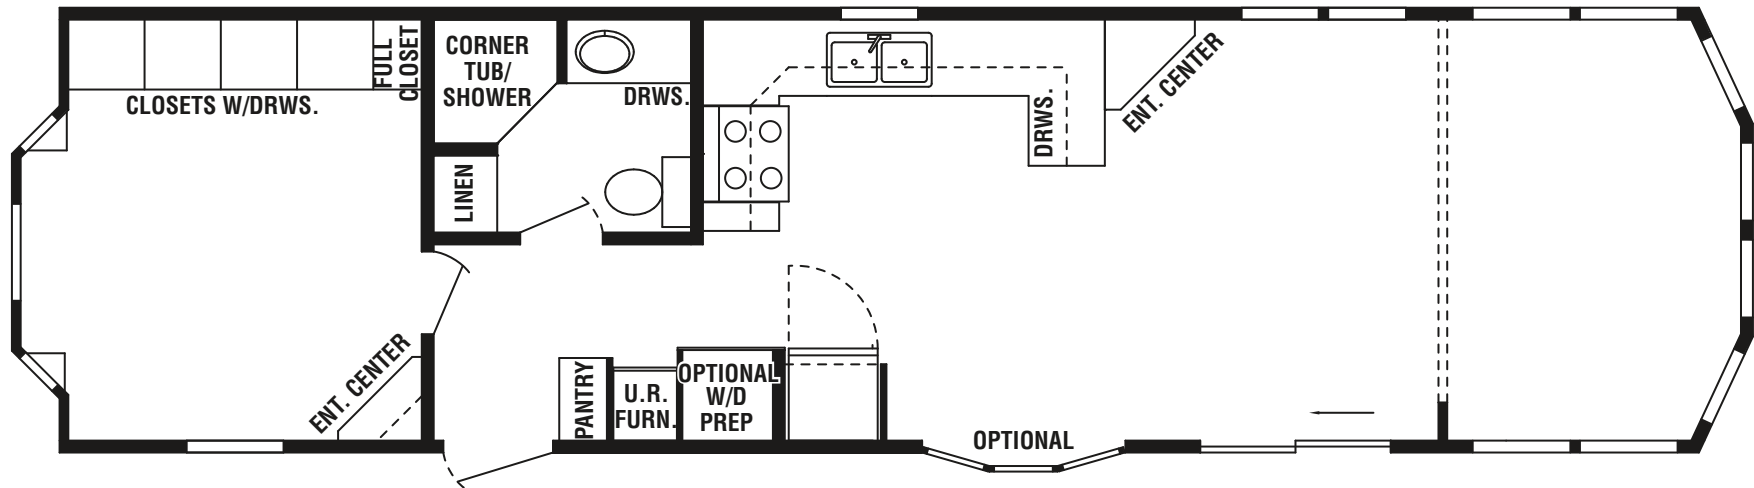 FULL
CLOSET
CLOSETS W/DRWS.
CORNER
TUB/
SHOWER
DRWS.
LINEN
DRWS.
ENT. CENTER
ENT. CENTER
PANTRY
U.R.
FURN.
OPTIONAL
W/D
PREP
OPTIONAL